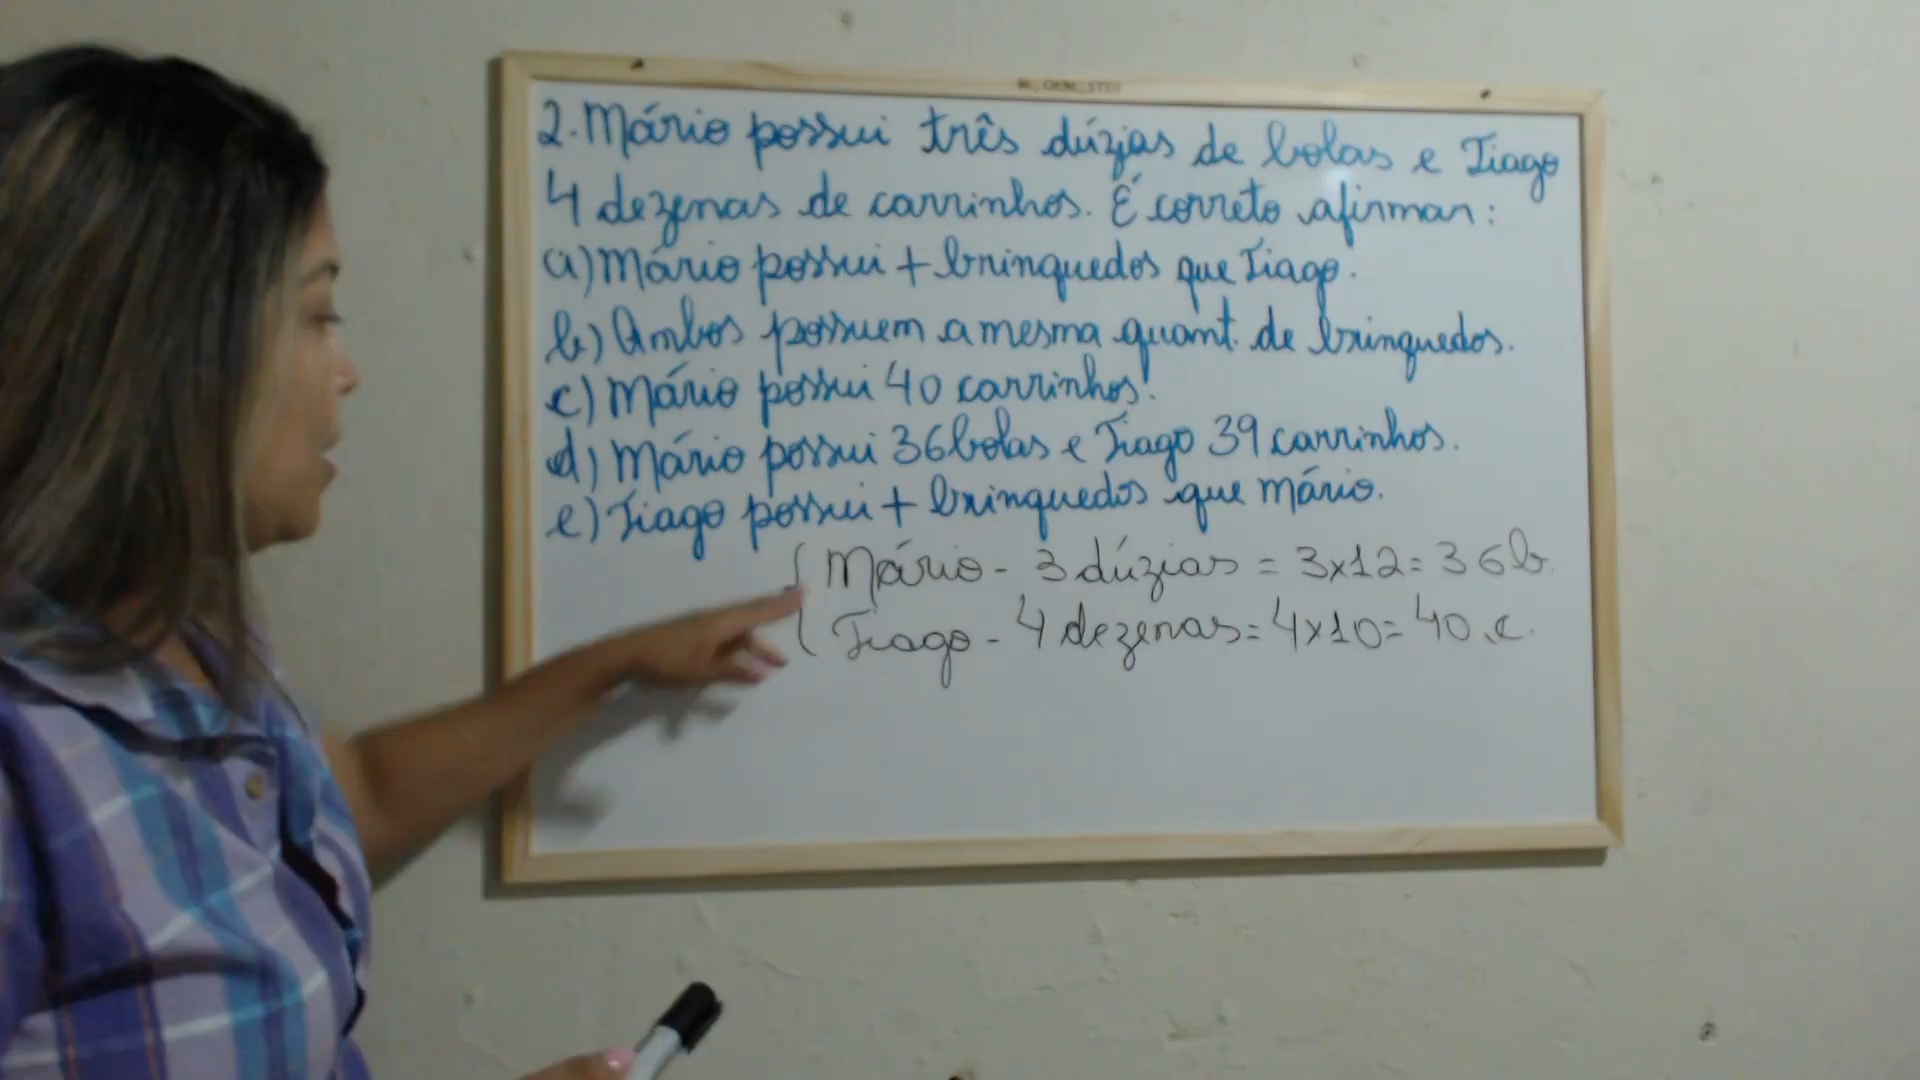 2. Mário possui três dúzias de bolas e Tiago
4 dezenas de carrinhos. É correto afirmar:
a) Mário possui + brinquedos que Tiago.
b) Ambos possuem a mesma quant. de brinquedos.
c) Mário possui 40 carrinhos.
d) Mário possui 36 bolas e Tiago 39 carrinhos.
e) Tiago possui + brinquedos que Mário.
Mário - 3 dúzias = 3x12 = 36 b.
Tiago - 4 dezenas = 4x10 = 40 c.